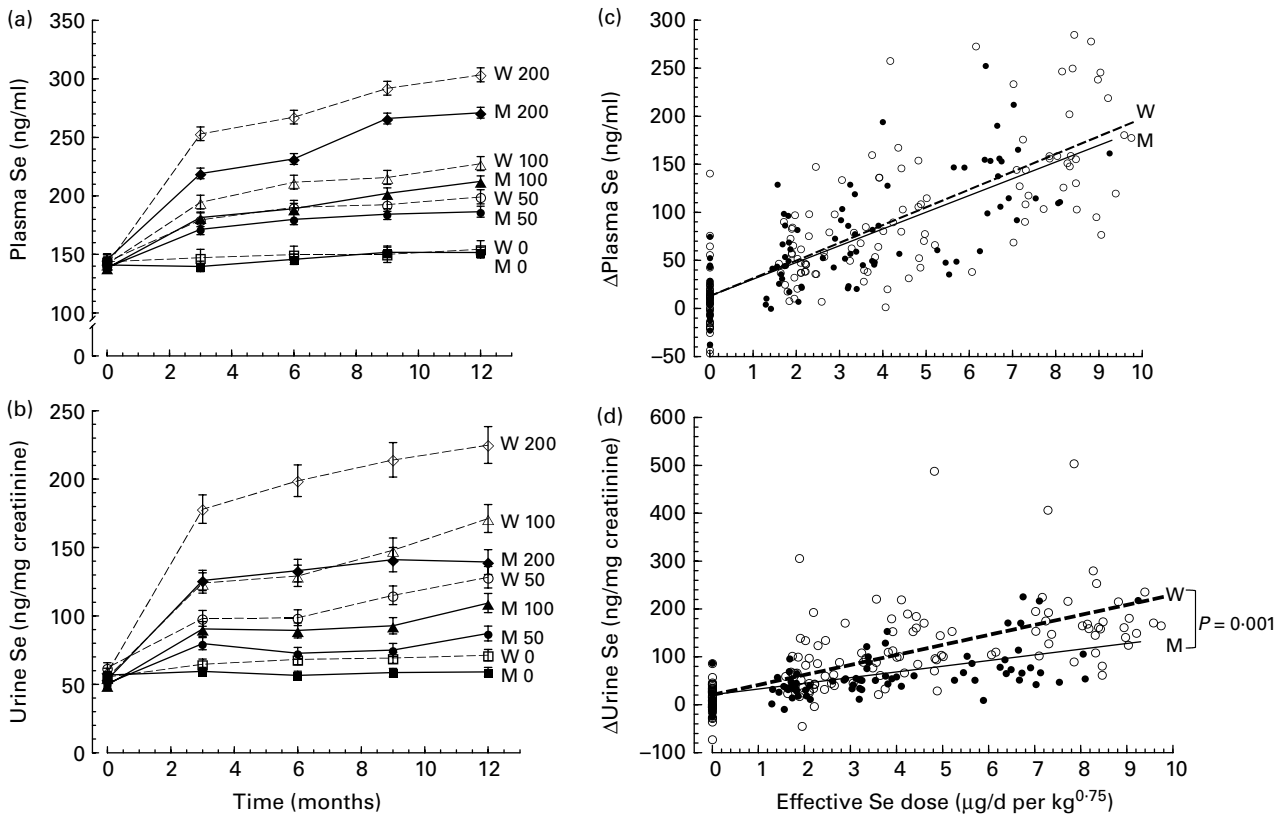 (a)
350
300
250
200
150
100
0
Plasma Se (ng/ml)
W 200
M 200
W 100
M 100
W 50
M 50
W 0
M 0
0 2 4 6 8 10 12
(b)
250
200
150
100
50
0
Urine Se (ng/mg creatiinine)
W 200
W 100
M 200
W 50
M 100
M 50
W 0
M 0
0 2 4 6 8 10 12
Time (months)
(c)
300
250
200
150
100
50
0
–50
ΔPlasma Se (ng/ml)
W
M
0 1 2 3 4 5 6 7 8 9 10
(d)
600
500
400
300
200
100
0
–100
ΔUrine Se (ng/mg creatiinine)
W
M
P = 0·001
0 1 2 3 4 5 6 7 8 9 10
Effective Se dose (μg/d per kg0·75)